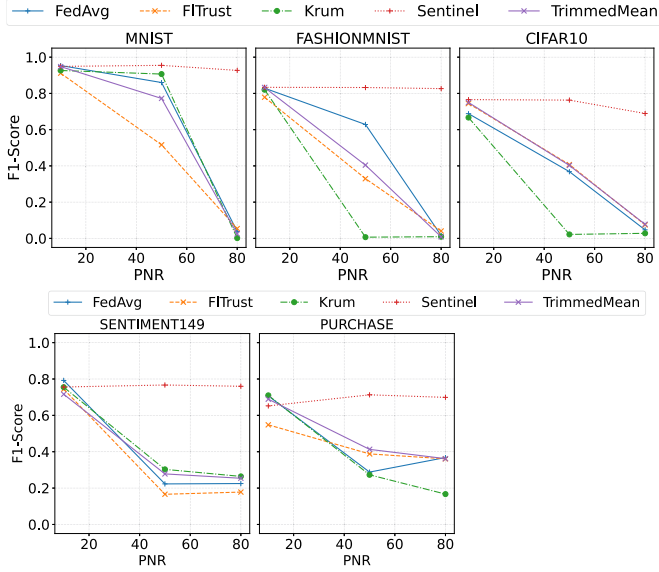 FedAvg FlTrust Krum Sentinel TrimmedMean
MNIST FASHIONMNIST CIFAR10
1.0
0.8
0.6
0.4
0.2
0.0
F1-Score
20 40 60 80 20 40 60 80 20 40 60 80
PNR PNR PNR
FedAvg FlTrust Krum Sentinel TrimmedMean
SENTIMENT149 PURCHASE
1.0
0.8
0.6
0.4
0.2
0.0
F1-Score
20 40 60 80 20 40 60 80
PNR PNR